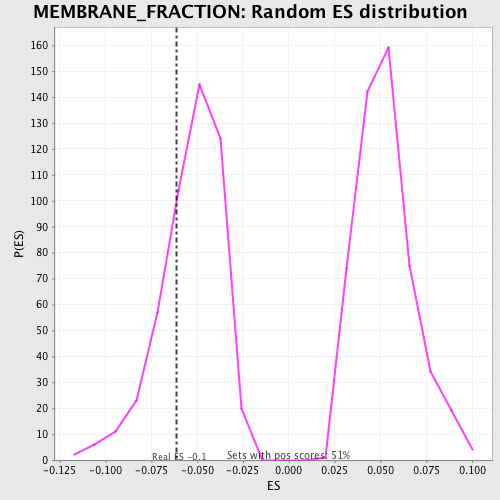 MEMBRANE_FRACTION: Random ES distribution
160
150
140
130
120
110
100
90
80
70
60
50
40
30
20
10
0
P(ES)
Real ES -0.1
Sets with pos scores: 51%
-0.125 -0.100 -0.075 -0.050 -0.025 0.000 0.025 0.050 0.075 0.100
ES